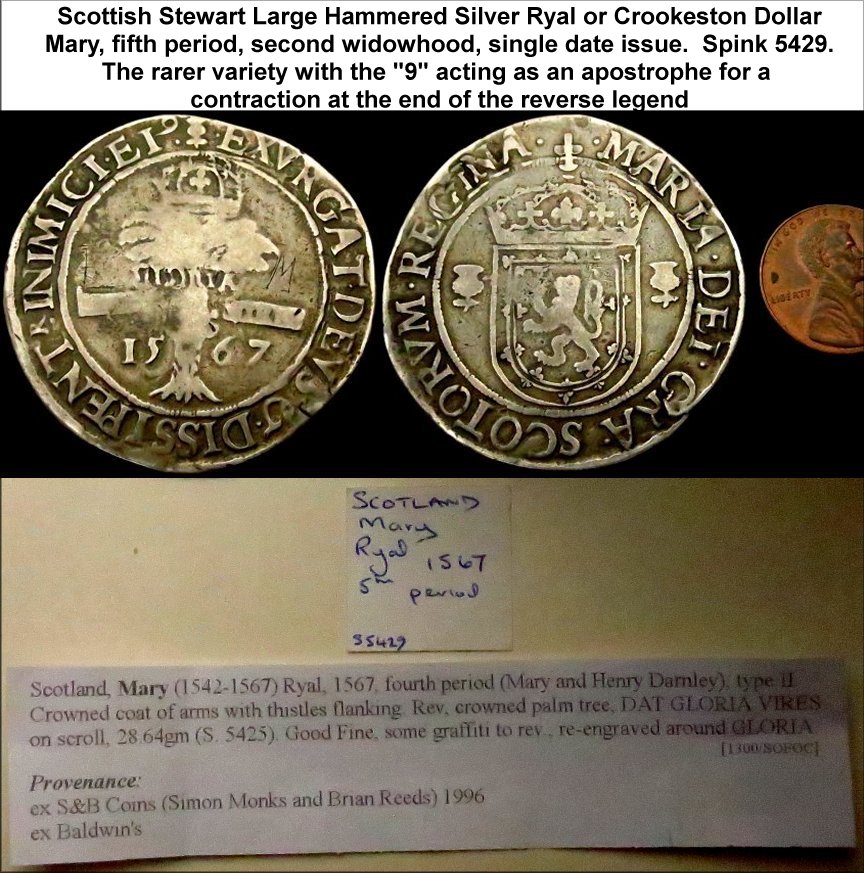 Scottish Stewart Large Hammered Silver Ryal or Crookeston Dollar
Mary, fifth period, second widowhood, single date issue.  Spink 5429.
The rarer variety with the "9" acting as an apostrophe for a
contraction at the end of the reverse legend
EXVRGAT·DEVS·&·DISSIPENT·INIMICI·EI9
15 67
M
MARIA·DEI·GRA·SCOTORVM·REGINA·
IN GOD WE
LIBERTY
SCOTLAND
Mary
Ryal 1567
5th period
S5429
Scotland, Mary (1542-1567) Ryal, 1567, fourth period (Mary and Henry Darnley), type II
Crowned coat of arms with thistles flanking. Rev, crowned palm tree, DAT GLORIA VIRES
on scroll, 28.64gm (S. 5425). Good Fine, some graffiti to rev., re-engraved around GLORIA
[1300/SOFOC]
Provenance:
ex S&B Coins (Simon Monks and Brian Reeds) 1996
ex Baldwin's